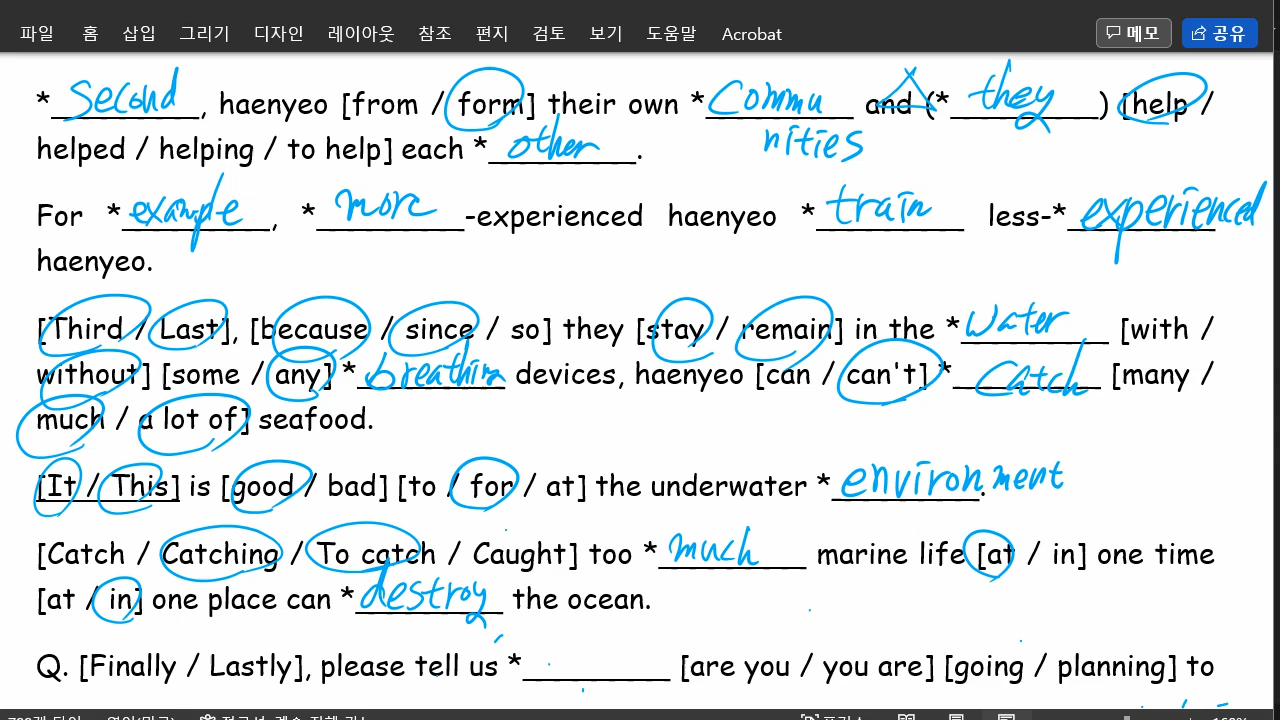 파일 홈 삽입 그리기 디자인 레이아웃 참조 편지 검토 보기 도움말 Acrobat 메모 공유
* second, haenyeo [from / form] their own *commu and (* they) [help /
nities
helped / helping / to help] each * other.
For * example, * more -experienced haenyeo * train less-* experienced
haenyeo.
[Third / Last], [because / since / so] they [stay / remain] in the * water [with /
without] [some / any] * breathing devices, haenyeo [can / can't] * catch [many /
much / a lot of] seafood.
[It / This] is [good / bad] [to / for / at] the underwater * environment.
[Catch / Catching / To catch / Caught] too * much marine life [at / in] one time
[at / in] one place can * destroy the ocean.
Q. [Finally / Lastly], please tell us *__________ [are you / you are] [going / planning] to